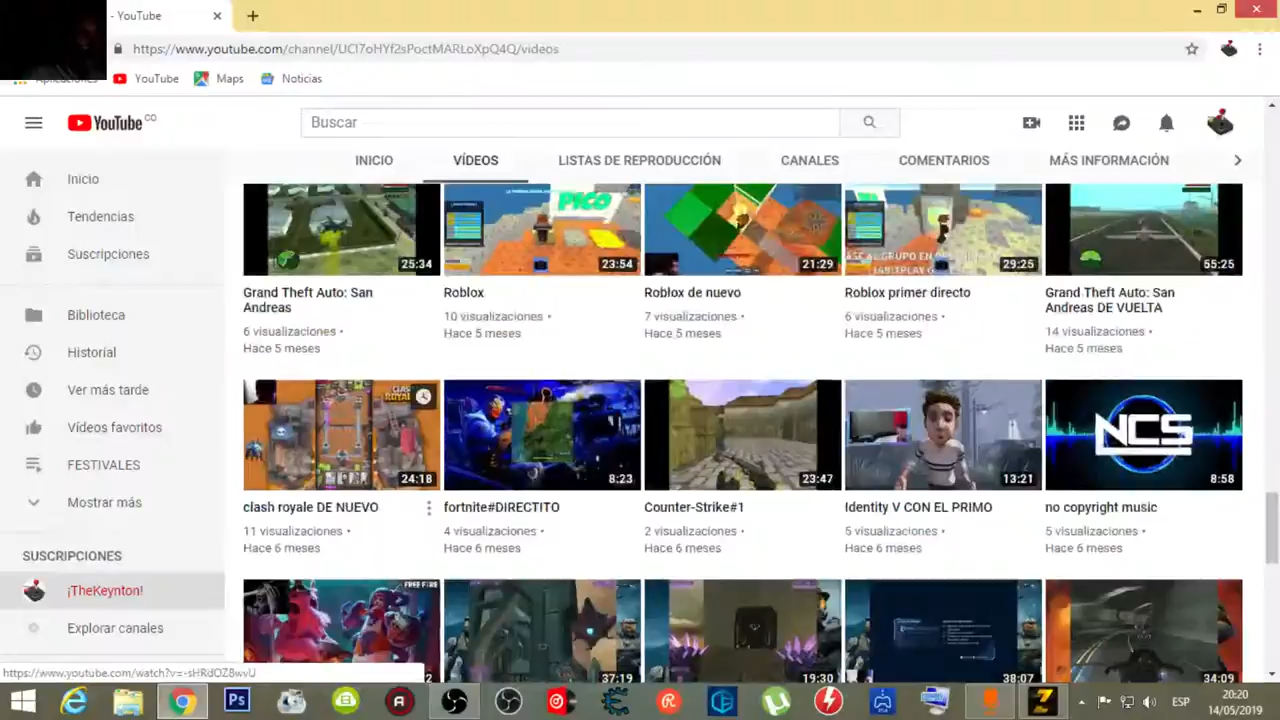 - YouTube
https://www.youtube.com/channel/UCl7oHYf2sPoctMARLoXpQ4Q/videos
Aplicaciones YouTube Maps Noticias
YouTube CO
Buscar
INICIO VÍDEOS LISTAS DE REPRODUCCIÓN CANALES COMENTARIOS MÁS INFORMACIÓN
Inicio
Tendencias
Suscripciones
Biblioteca
Historial
Ver más tarde
Vídeos favoritos
FESTIVALES
Mostrar más
SUSCRIPCIONES
¡TheKeynton!
Explorar canales
PICO
25:34 23:54 21:29 29:25 55:25
Grand Theft Auto: San Andreas
6 visualizaciones •
Hace 5 meses
Roblox
10 visualizaciones •
Hace 5 meses
Roblox de nuevo
7 visualizaciones •
Hace 5 meses
Roblox primer directo
6 visualizaciones •
Hace 5 meses
Grand Theft Auto: San Andreas DE VUELTA
14 visualizaciones •
Hace 5 meses
NCS
24:18 8:23 23:47 13:21 8:58
clash royale DE NUEVO
11 visualizaciones •
Hace 6 meses
fortnite#DIRECTITO
4 visualizaciones •
Hace 6 meses
Counter-Strike#1
2 visualizaciones •
Hace 6 meses
Identity V CON EL PRIMO
5 visualizaciones •
Hace 6 meses
no copyright music
5 visualizaciones •
Hace 6 meses
FREE FIRE
37:19 19:30 38:07 34:09
Ps
ESP
20:20
14/05/2019